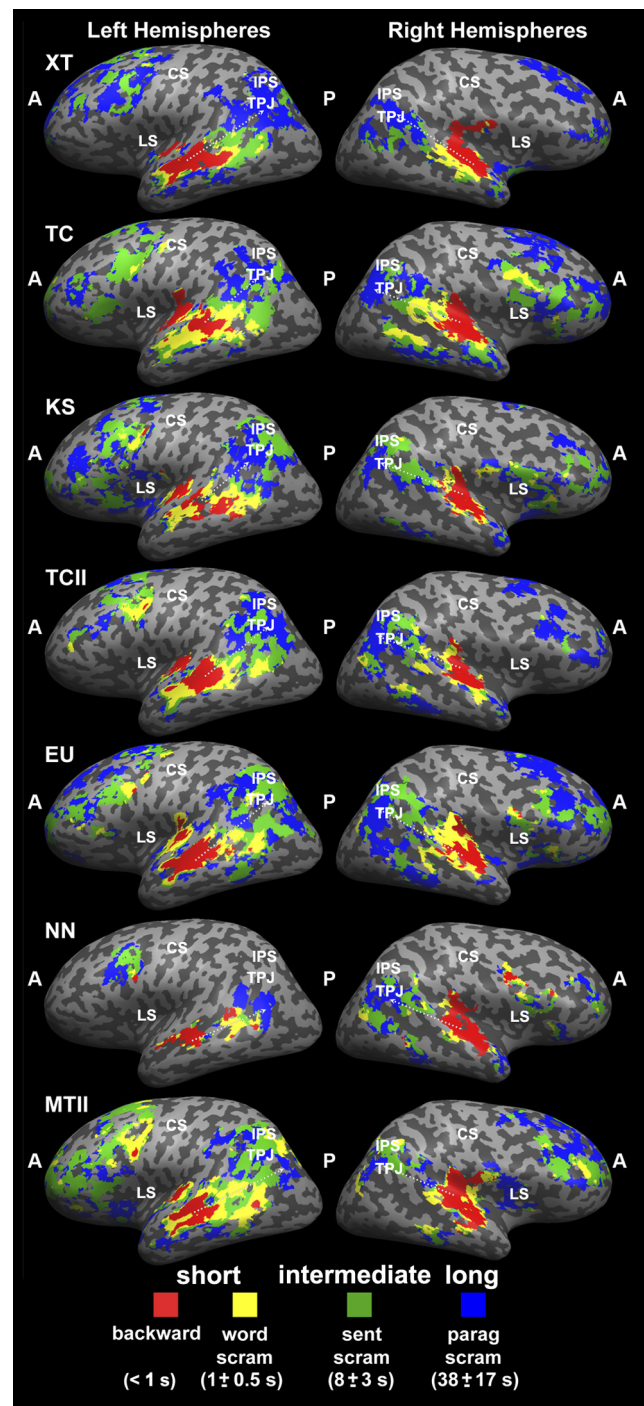 Left Hemispheres Right Hemispheres
XT
CS CS
IPS IPS
A TPJ P TPJ A
LS LS
TC
CS CS
IPS IPS
A TPJ P TPJ A
LS LS
KS
CS CS
IPS IPS
A TPJ P TPJ A
LS LS
TCII
CS CS
IPS IPS
A TPJ P TPJ A
LS LS
EU
CS CS
IPS IPS
A TPJ P TPJ A
LS LS
NN
CS CS
IPS IPS
A TPJ P TPJ A
LS LS
MTII
CS CS
IPS IPS
A TPJ P TPJ A
LS LS
short intermediate long
backward word sent parag
scram scram scram
(< 1 s) (1± 0.5 s) (8 ± 3 s) (38 ± 17 s)